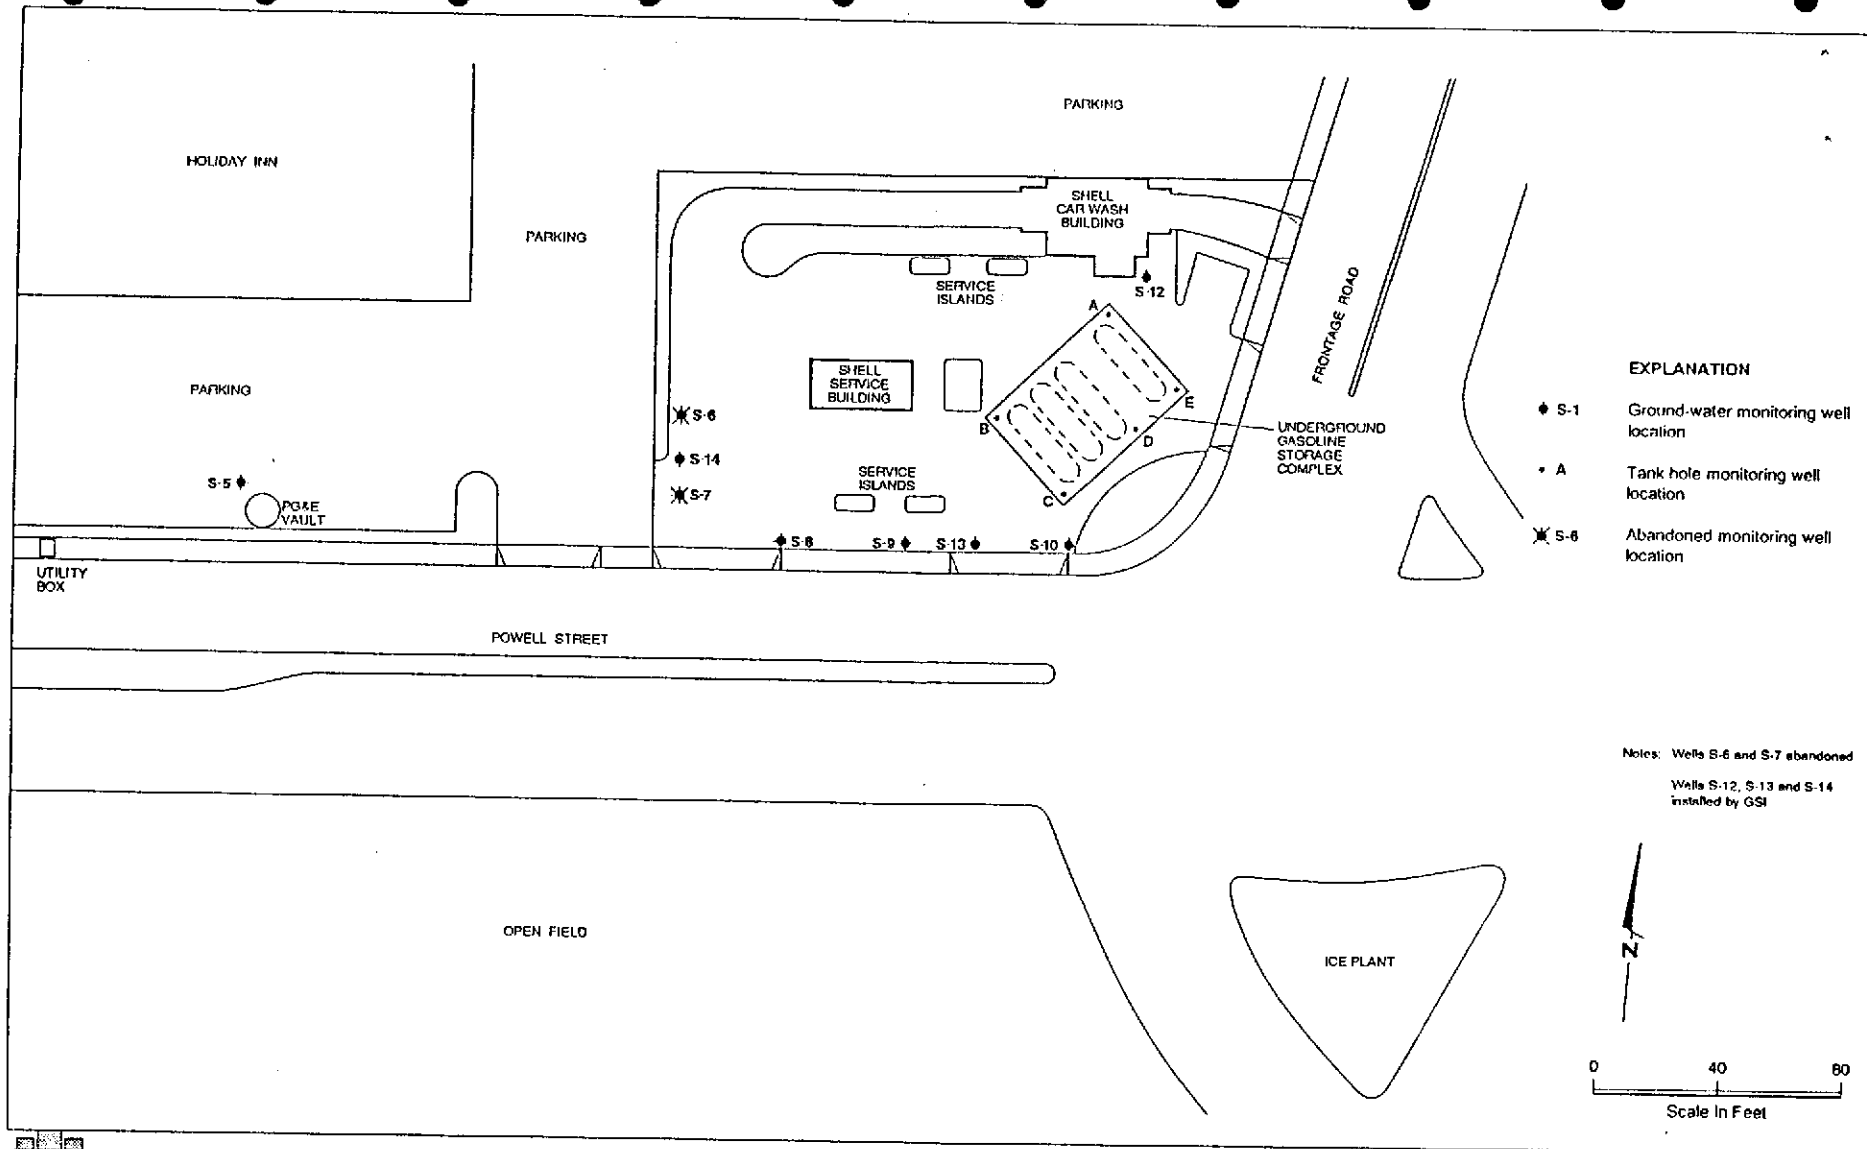 PARKING
HOLIDAY INN
SHELL
CAR WASH
BUILDING
PARKING
SERVICE
ISLANDS
S-12
A
FRONTAGE ROAD
EXPLANATION
SHELL
SERVICE
BUILDING
PARKING
E
S-1 Ground-water monitoring well
location
S-6
B
D
UNDERGROUND
GASOLINE
STORAGE
COMPLEX
S-14
SERVICE
ISLANDS
A Tank hole monitoring well
location
S-5
S-7
C
PG&E
VAULT
S-8
S-9
S-13
S-10
S-6 Abandoned monitoring well
location
UTILITY
BOX
POWELL STREET
Notes: Wells S-6 and S-7 abandoned
Wells S-12, S-13 and S-14
installed by GSI
OPEN FIELD
ICE PLANT
N
0 40 80
Scale In Feet